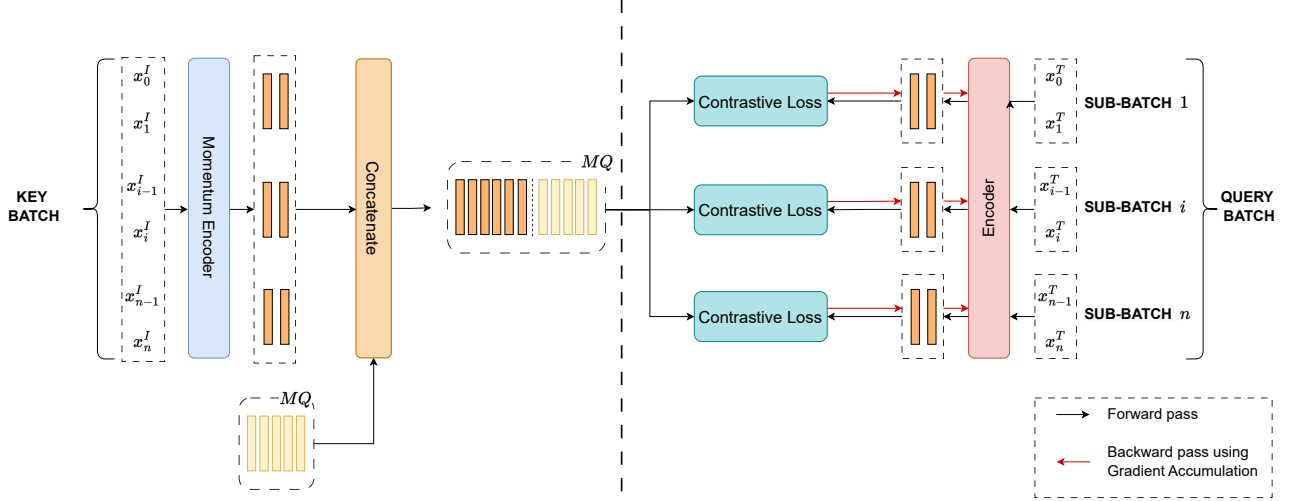 KEY
BATCH
x_0^I
x_1^I
x_{i-1}^I
x_i^I
x_{n-1}^I
x_n^I
Momentum Encoder
Concatenate
MQ
MQ
Contrastive Loss
Contrastive Loss
Contrastive Loss
Encoder
x_0^T
x_1^T
x_{i-1}^T
x_i^T
x_{n-1}^T
x_n^T
SUB-BATCH 1
SUB-BATCH i
SUB-BATCH n
QUERY
BATCH
Forward pass
Backward pass using
Gradient Accumulation